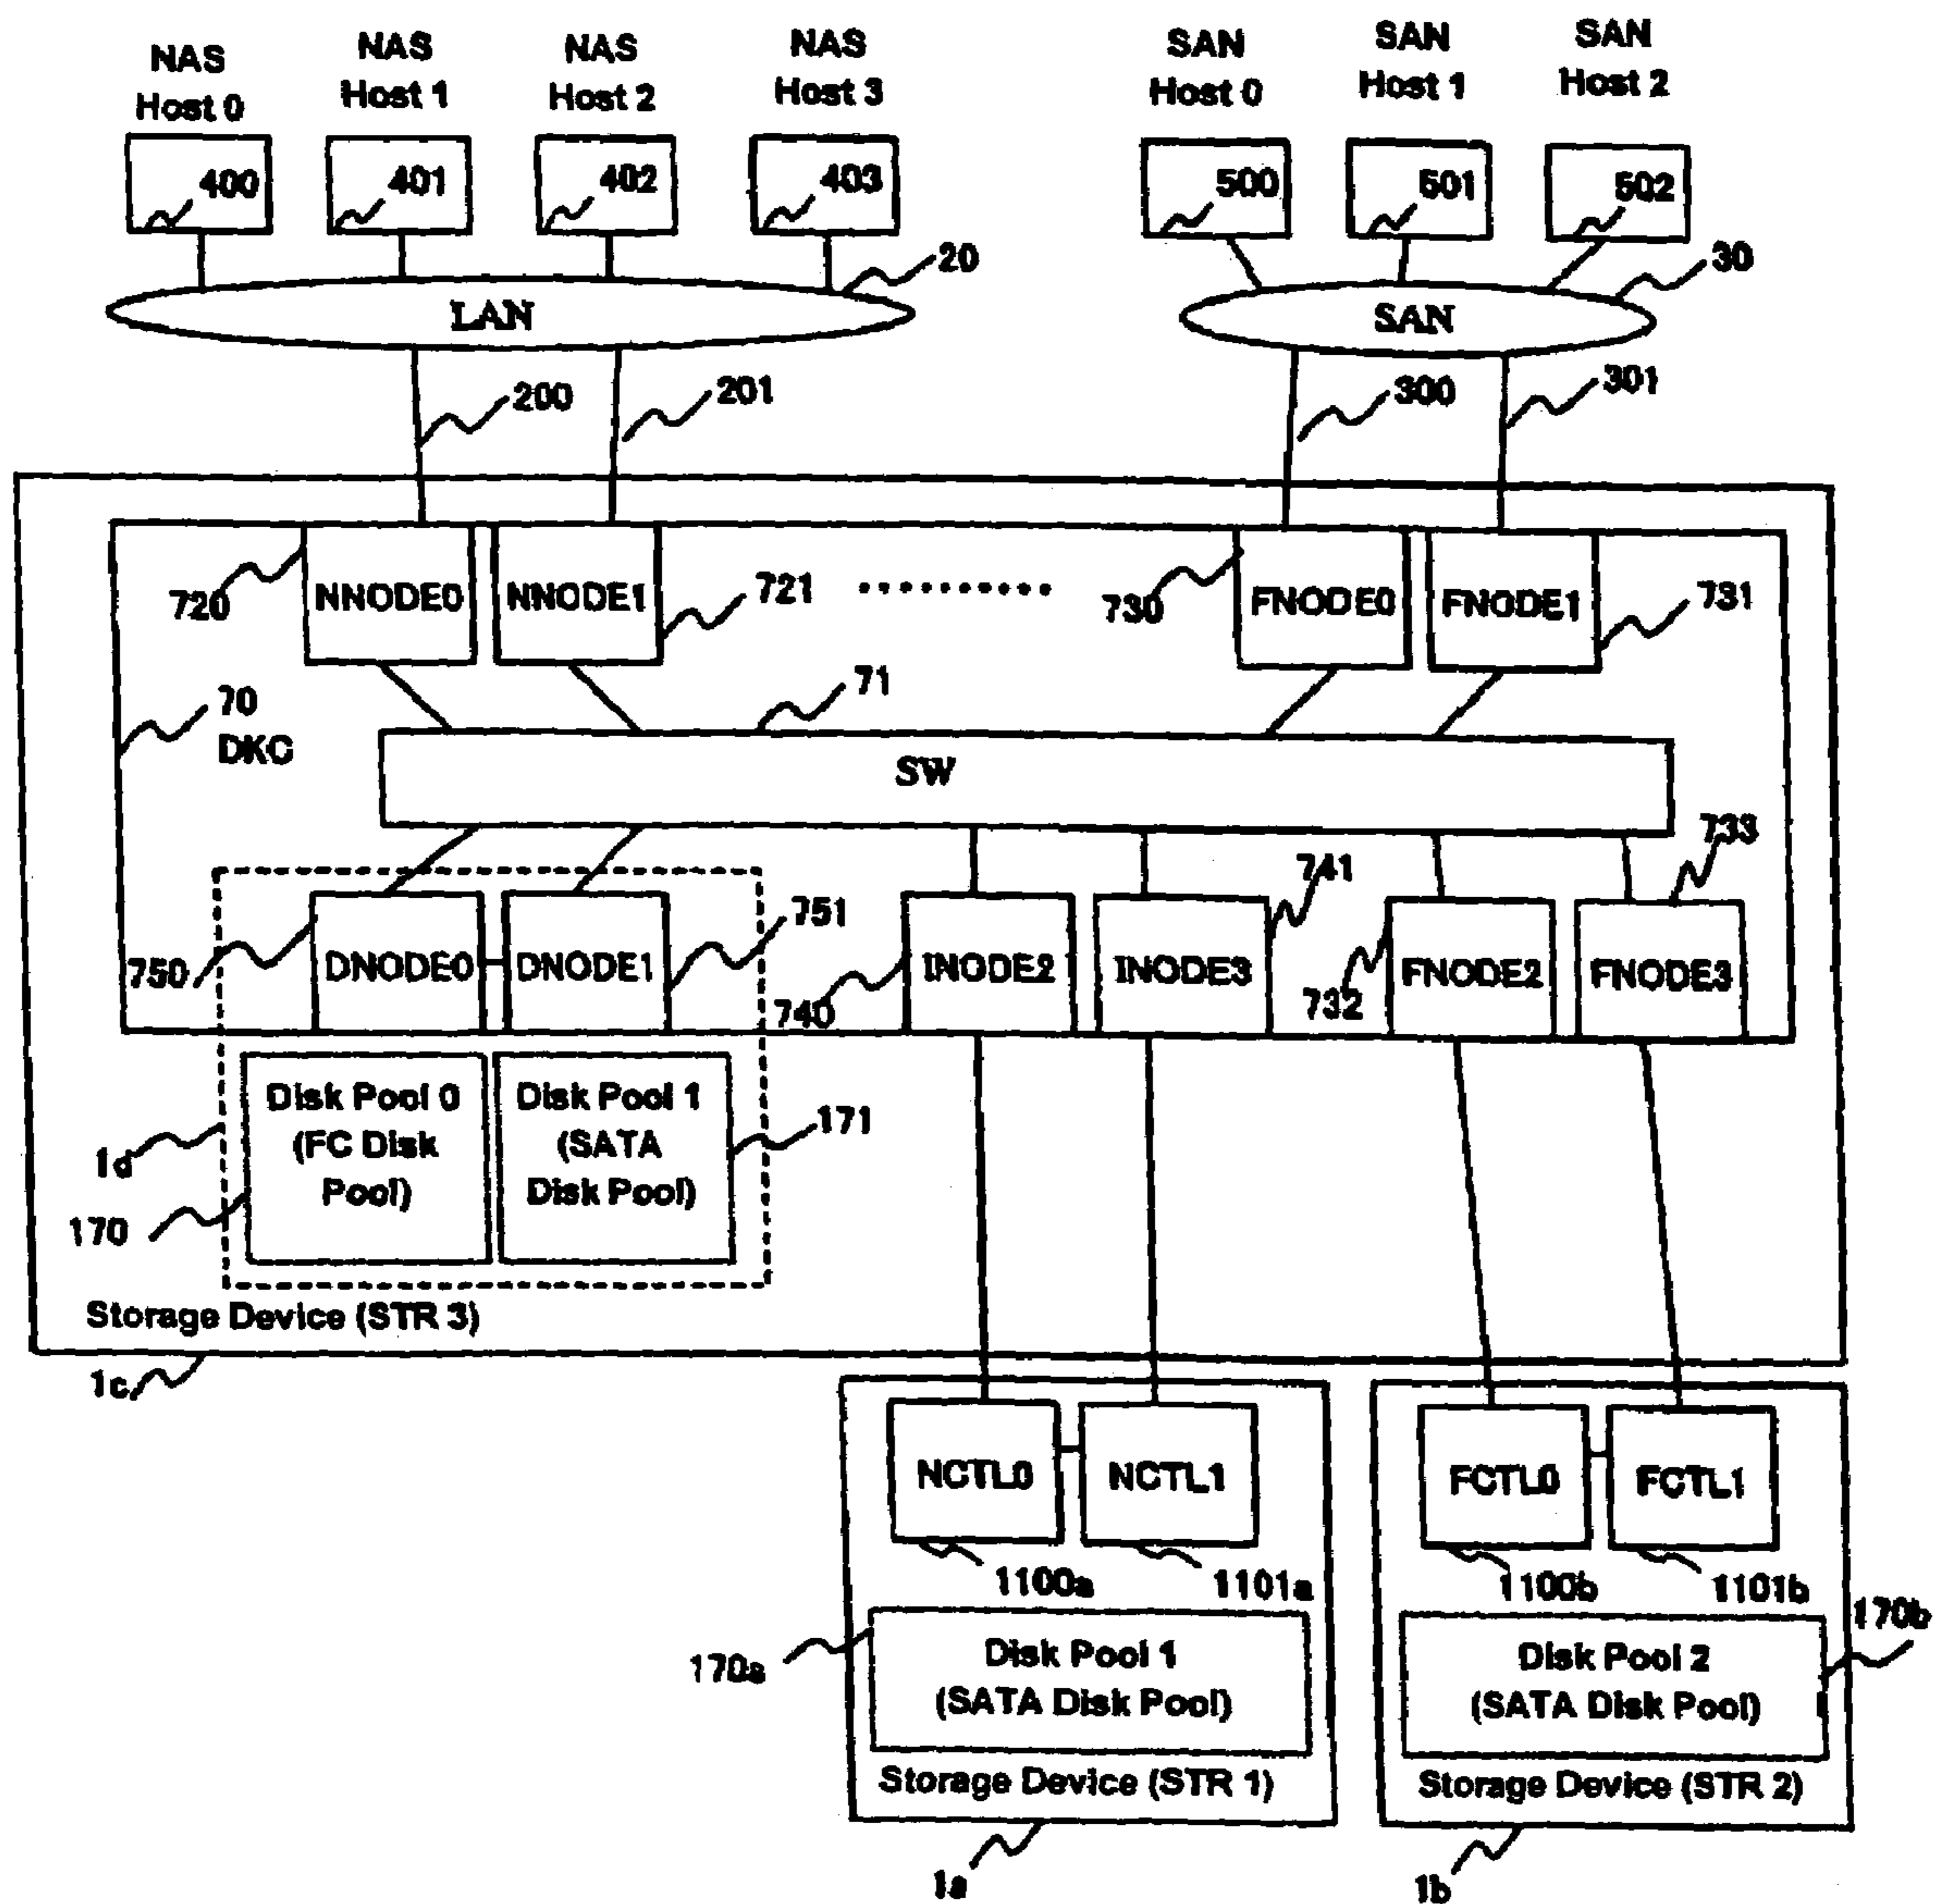 NAS
Host 0
NAS
Host 1
NAS
Host 2
NAS
Host 3
SAN
Host 0
SAN
Host 1
SAN
Host 2
400
401
402
403
500
501
502
20
30
LAN
SAN
200
201
300
301
720
NNODE0
NNODE1
721
..........
730
FNODE0
FNODE1
731
70
DKC
71
SW
733
741
750
DNODE0
DNODE1
751
740
INODE2
INODE3
732
FNODE2
FNODE3
Disk Pool 0
(FC Disk
Pool)
Disk Pool 1
(SATA
Disk Pool)
171
1d
170
Storage Device (STR 3)
1c
NCTL0
NCTL1
FCTL0
FCTL1
1100a
1101a
1100b
1101b
170a
Disk Pool 1
(SATA Disk Pool)
Disk Pool 2
(SATA Disk Pool)
170b
Storage Device (STR 1)
Storage Device (STR 2)
1a
1b